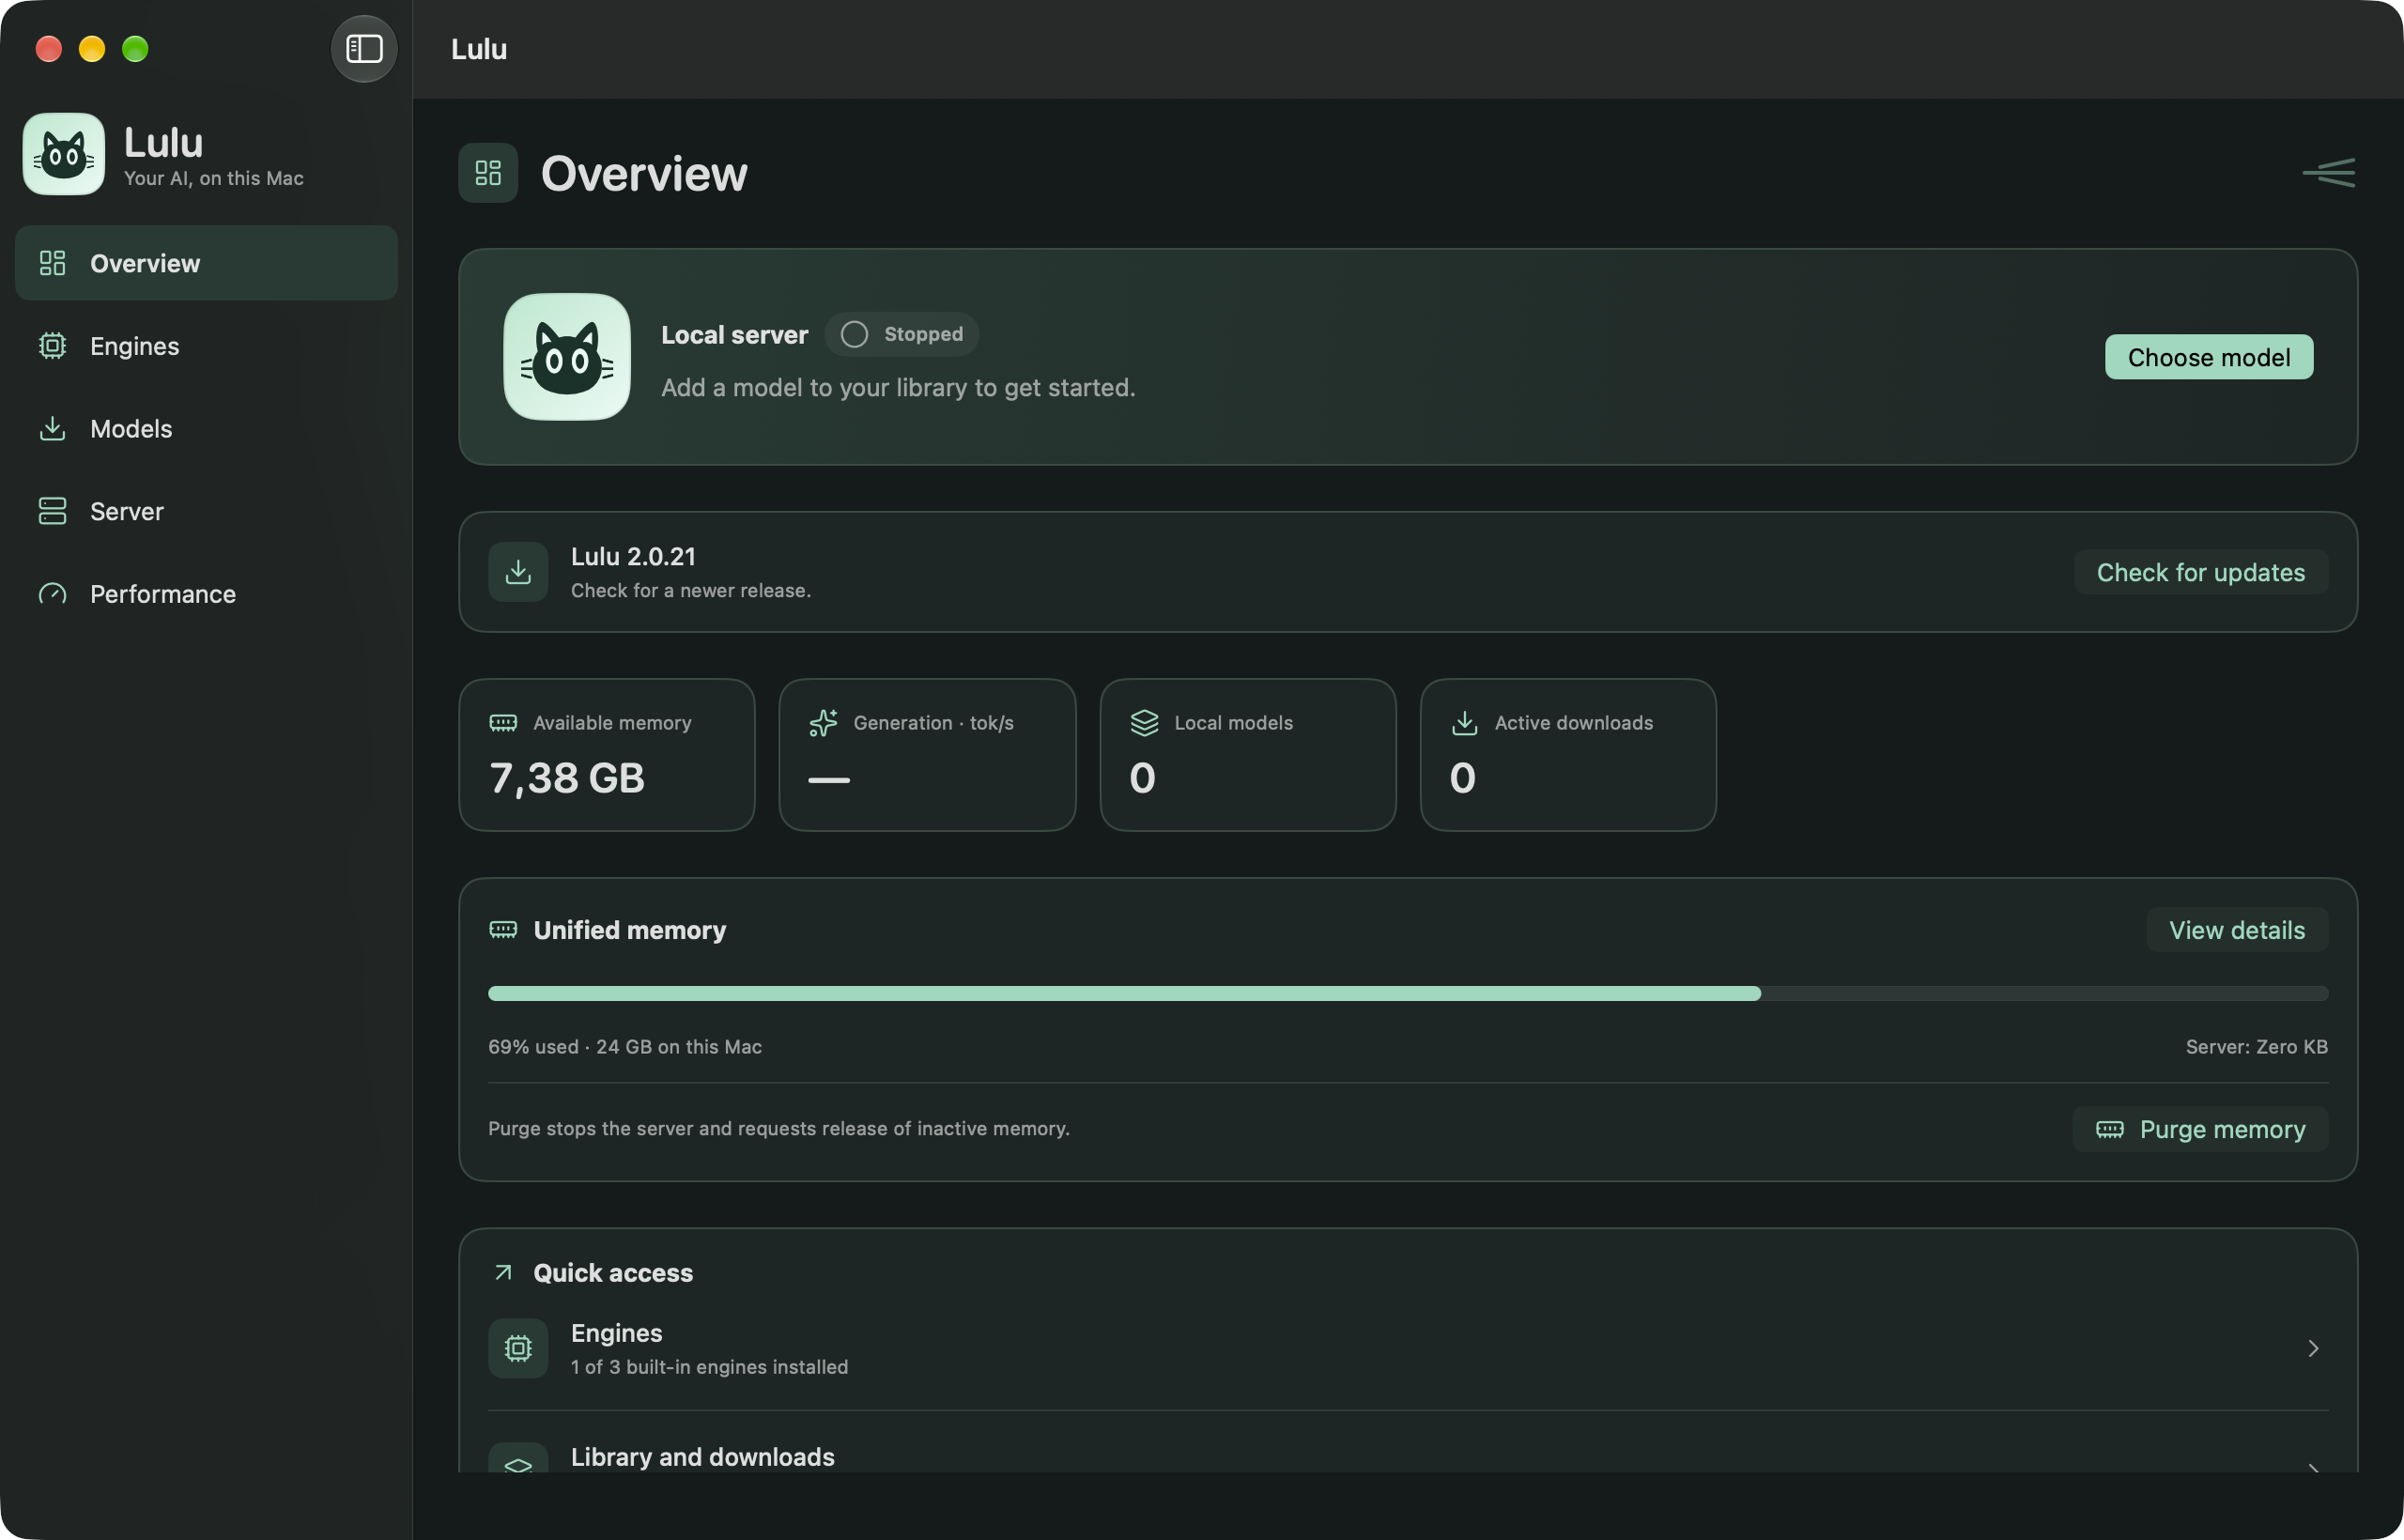 Lulu
Lulu
Your AI, on this Mac
Overview
Engines
Models
Server
Performance
Overview
Local server
Stopped
Add a model to your library to get started.
Choose model
Lulu 2.0.21
Check for a newer release.
Check for updates
Available memory
7,38 GB
Generation · tok/s
—
Local models
0
Active downloads
0
Unified memory
View details
69% used · 24 GB on this Mac
Server: Zero KB
Purge stops the server and requests release of inactive memory.
Purge memory
Quick access
Engines
1 of 3 built-in engines installed
Library and downloads